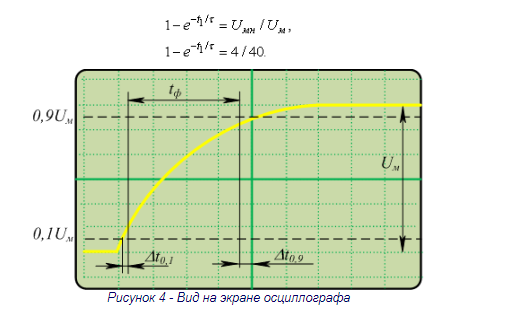 1−e^{−t₁/τ} = U_{мн} / U_м ,
1−e^{−t₁/τ} = 4 / 40.
t_ф
0,9U_м
U_м
0,1U_м
Δt_{0,1} Δt_{0,9}
Рисунок 4 - Вид на экране осциллографа